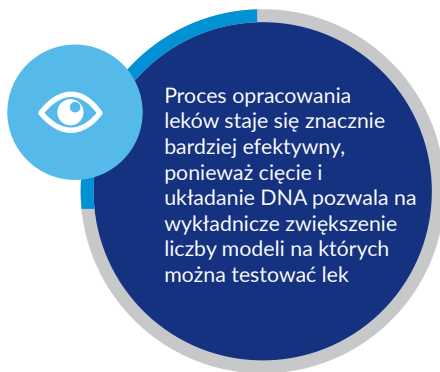 Proces opracowania
leków staje się znacznie
bardziej efektywny,
ponieważ cięcie i
układanie DNA pozwala na
wykładnicze zwiększenie
liczby modeli na których
można testować lek